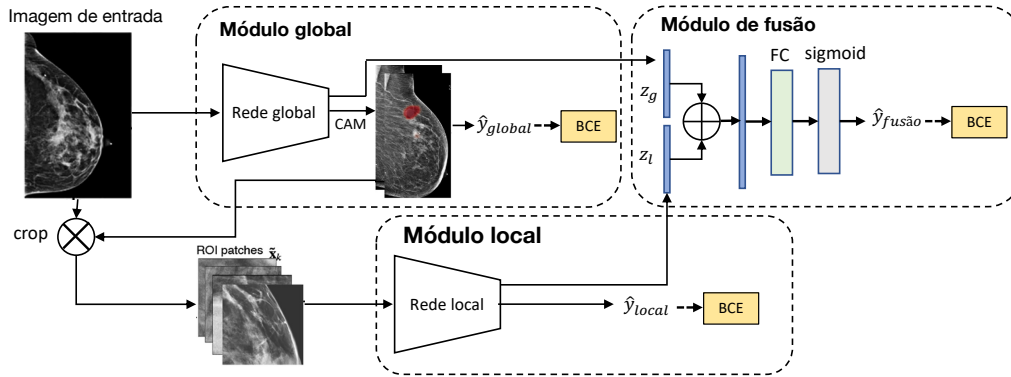 Imagem de entrada
Módulo global
Rede global
CAM
ŷ_global
BCE
Módulo de fusão
z_g
z_l
FC
sigmoid
ŷ_fusão
BCE
crop
ROI patches x̃_k
Módulo local
Rede local
ŷ_local
BCE